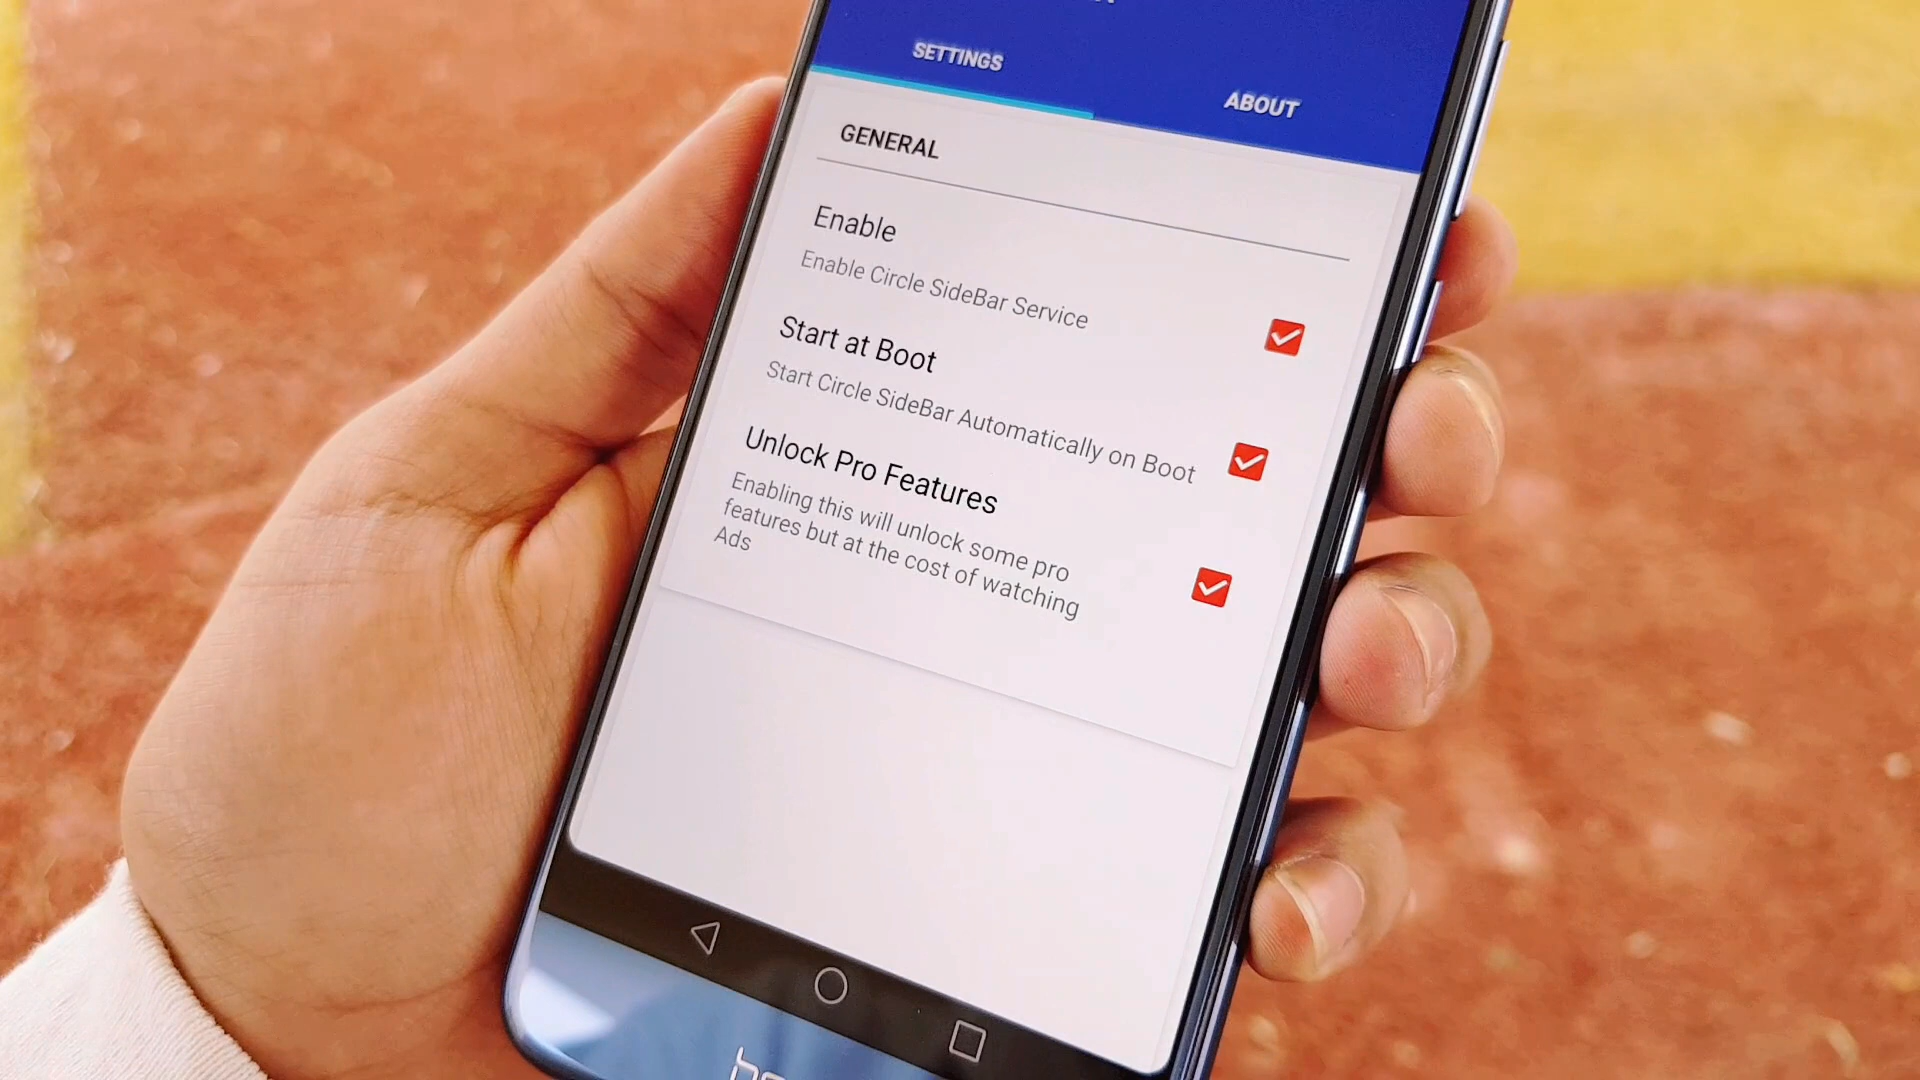 SETTINGS
ABOUT
GENERAL
Enable
Enable Circle SideBar Service
Start at Boot
Start Circle SideBar Automatically on Boot
Unlock Pro Features
Enabling this will unlock some pro
features but at the cost of watching
Ads